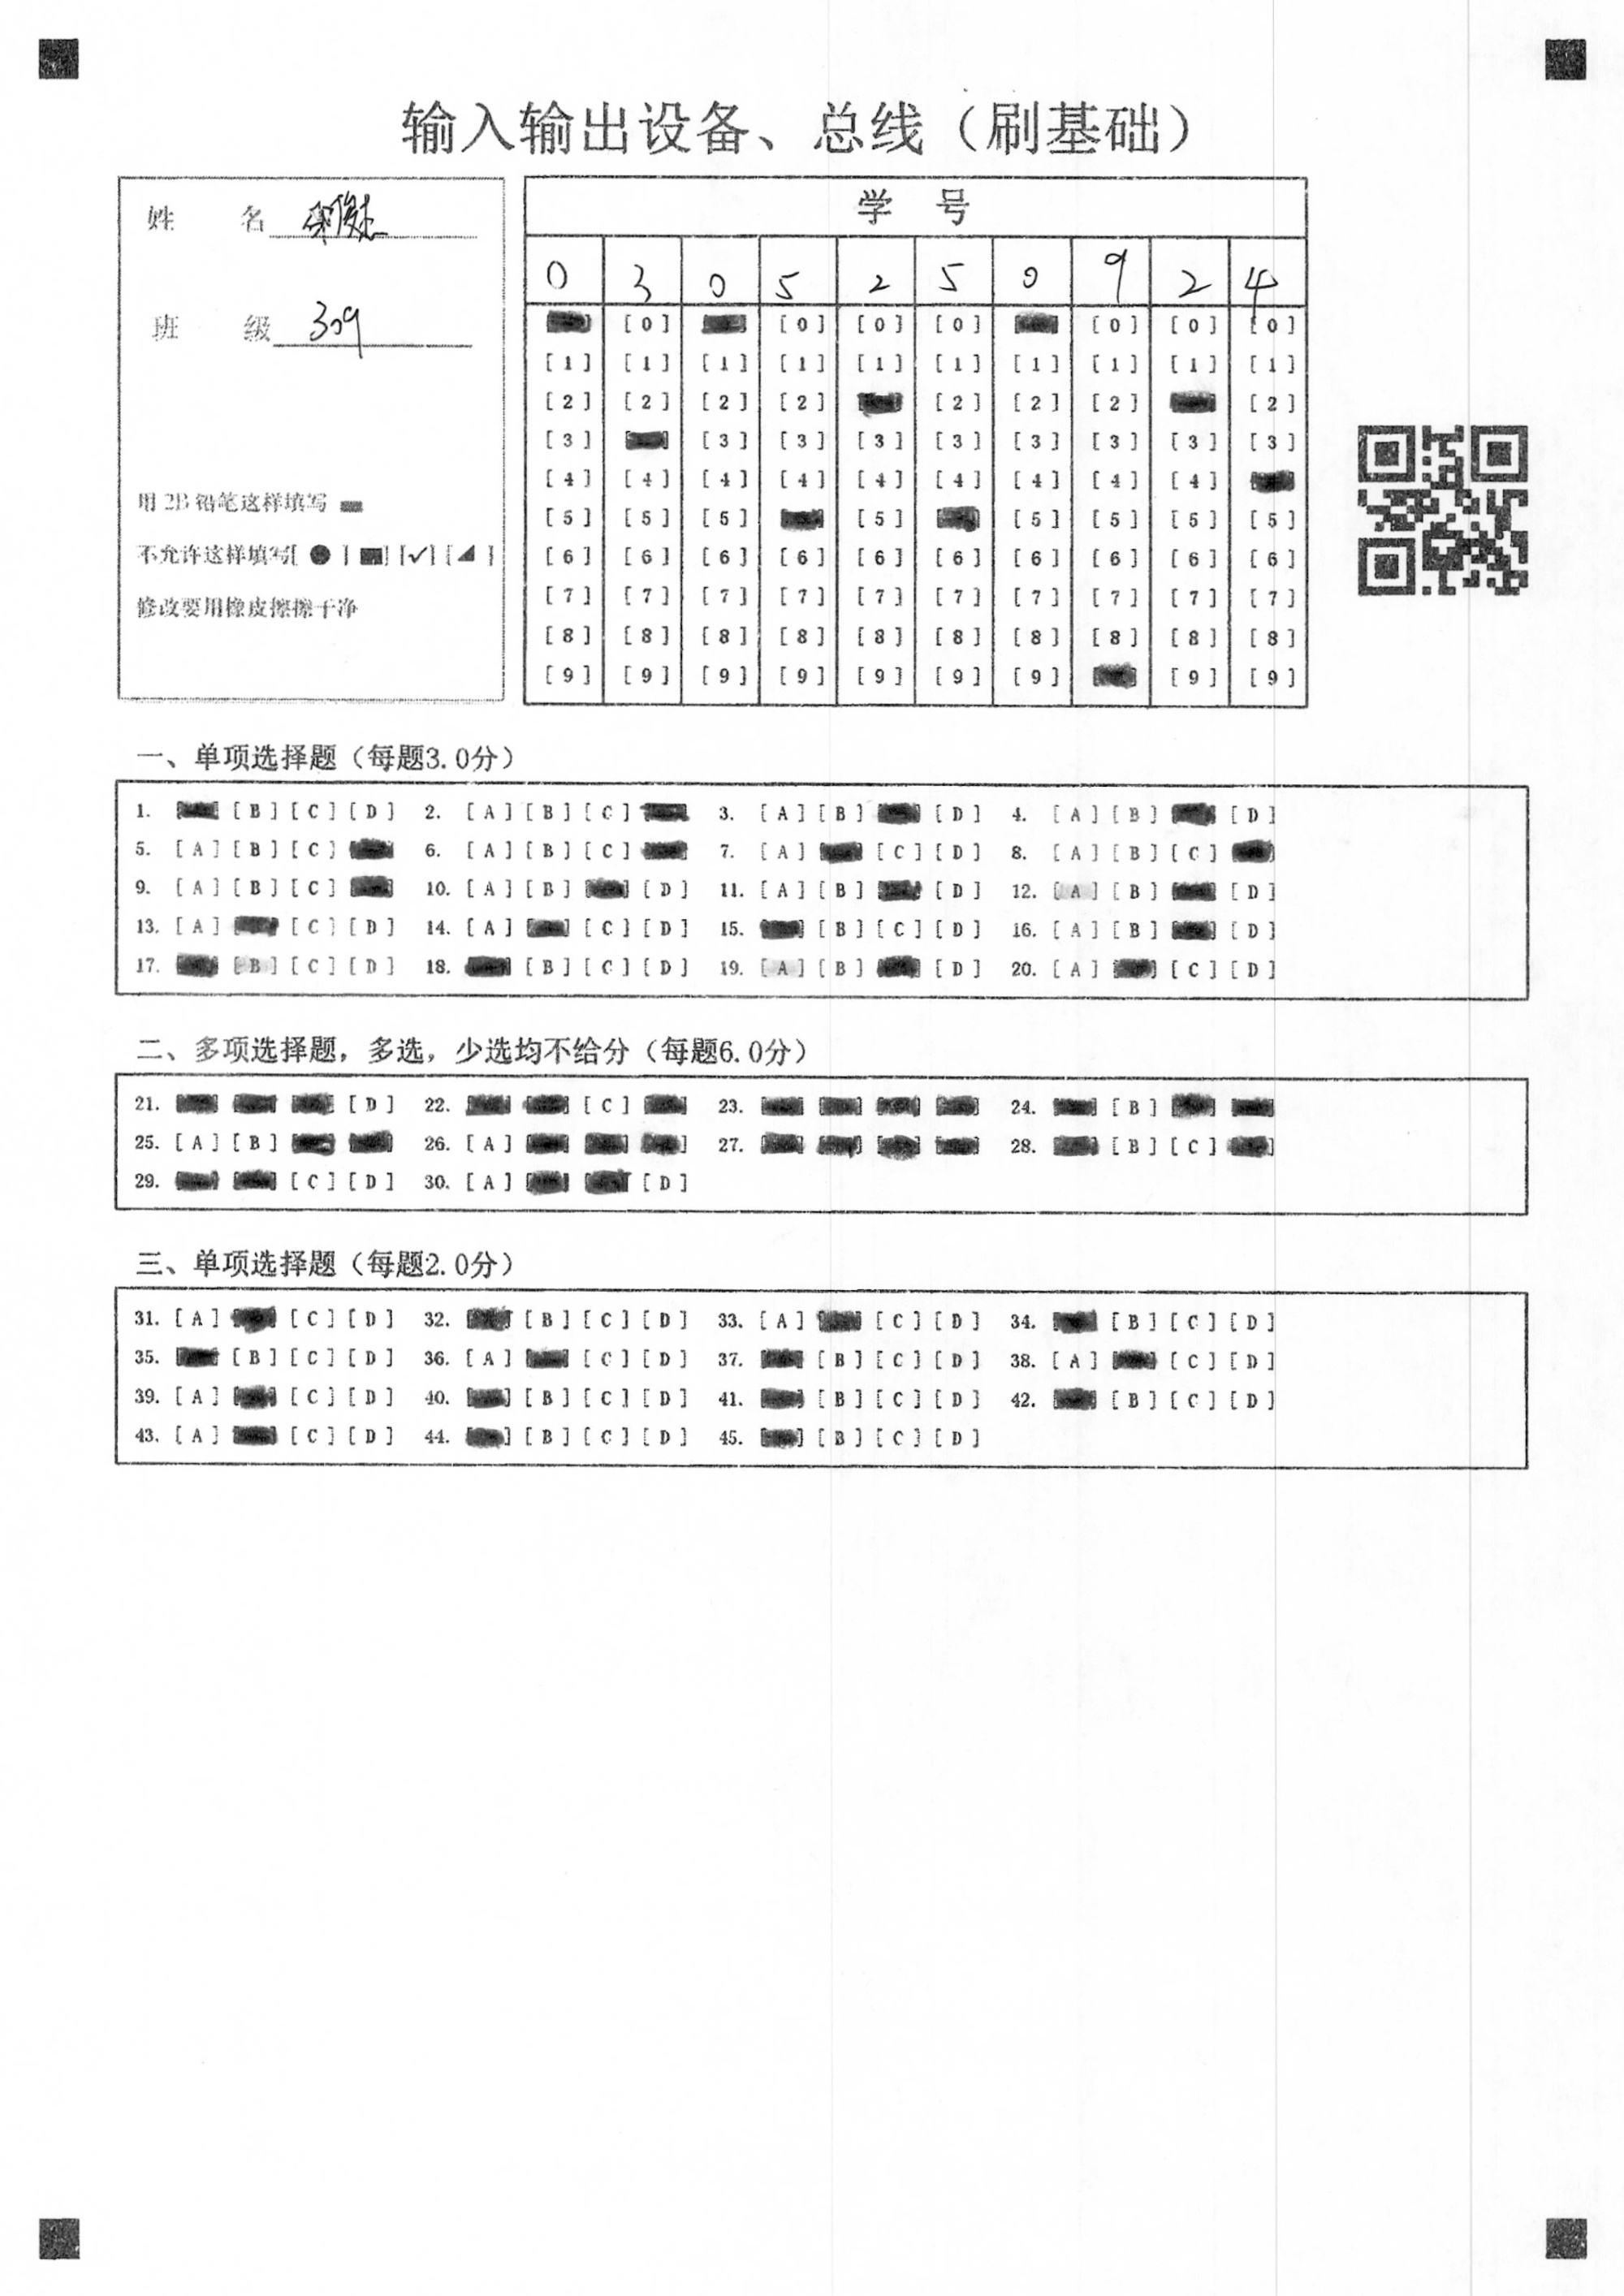 输入输出设备、总线（刷基础）
姓 名
班 级 309
用 2B 铅笔这样填写
不允许这样填写[ ● ] [■] [✓] [◢ ]
修改要用橡皮擦擦干净
学 号
0 3 0 5 2 5 0 9 2 4
[0] [0] [0] [0] [0] [0] [0]
[1] [1] [1] [1] [1] [1] [1] [1] [1] [1]
[2] [2] [2] [2] [2] [2] [2] [2]
[3] [3] [3] [3] [3] [3] [3] [3] [3]
[4] [4] [4] [4] [4] [4] [4] [4] [4]
[5] [5] [5] [5] [5] [5] [5] [5]
[6] [6] [6] [6] [6] [6] [6] [6] [6] [6]
[7] [7] [7] [7] [7] [7] [7] [7] [7] [7]
[8] [8] [8] [8] [8] [8] [8] [8] [8] [8]
[9] [9] [9] [9] [9] [9] [9] [9] [9]
一、单项选择题（每题3.0分）
1. [B] [C] [D] 2. [A] [B] [C] 3. [A] [B] [D] 4. [A] [B] [D]
5. [A] [B] [C] 6. [A] [B] [C] 7. [A] [C] [D] 8. [A] [B] [C]
9. [A] [B] [C] 10. [A] [B] [D] 11. [A] [B] [D] 12. [A] [B] [D]
13. [A] [C] [D] 14. [A] [C] [D] 15. [B] [C] [D] 16. [A] [B] [D]
17. [B] [C] [D] 18. [B] [C] [D] 19. [A] [B] [D] 20. [A] [C] [D]
二、多项选择题，多选，少选均不给分（每题6.0分）
21. [D] 22. [C] 23. 24. [B]
25. [A] [B] 26. [A] 27. 28. [B] [C]
29. [C] [D] 30. [A] [D]
三、单项选择题（每题2.0分）
31. [A] [C] [D] 32. [B] [C] [D] 33. [A] [C] [D] 34. [B] [C] [D]
35. [B] [C] [D] 36. [A] [C] [D] 37. [B] [C] [D] 38. [A] [C] [D]
39. [A] [C] [D] 40. [B] [C] [D] 41. [B] [C] [D] 42. [B] [C] [D]
43. [A] [C] [D] 44. [B] [C] [D] 45. [B] [C] [D]